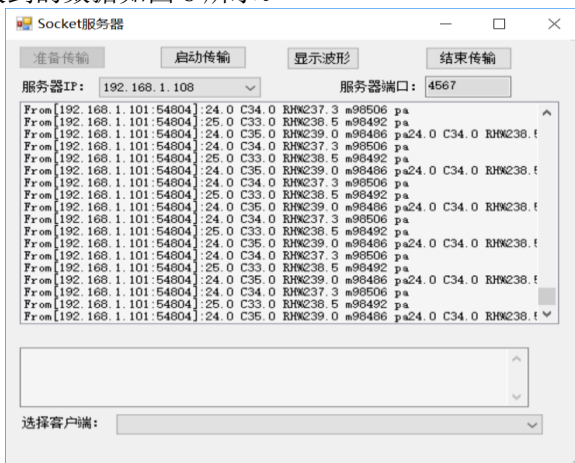 到的数据如图
Socket服务器
准备传输 启动传输 显示波形 结束传输
服务器IP: 192.168.1.108 服务器端口: 4567
From[192.168.1.101:54804]:24.0 C34.0 RH%237.3 m98506 pa
From[192.168.1.101:54804]:25.0 C33.0 RH%238.5 m98492 pa
From[192.168.1.101:54804]:24.0 C35.0 RH%239.0 m98486 pa24.0 C34.0 RH%238.5
From[192.168.1.101:54804]:24.0 C34.0 RH%237.3 m98506 pa
From[192.168.1.101:54804]:25.0 C33.0 RH%238.5 m98492 pa
From[192.168.1.101:54804]:24.0 C35.0 RH%239.0 m98486 pa24.0 C34.0 RH%238.5
From[192.168.1.101:54804]:24.0 C34.0 RH%237.3 m98506 pa
From[192.168.1.101:54804]:25.0 C33.0 RH%238.5 m98492 pa
From[192.168.1.101:54804]:24.0 C35.0 RH%239.0 m98486 pa24.0 C34.0 RH%238.5
From[192.168.1.101:54804]:24.0 C34.0 RH%237.3 m98506 pa
From[192.168.1.101:54804]:25.0 C33.0 RH%238.5 m98492 pa
From[192.168.1.101:54804]:24.0 C35.0 RH%239.0 m98486 pa24.0 C34.0 RH%238.5
From[192.168.1.101:54804]:24.0 C34.0 RH%237.3 m98506 pa
From[192.168.1.101:54804]:25.0 C33.0 RH%238.5 m98492 pa
From[192.168.1.101:54804]:24.0 C35.0 RH%239.0 m98486 pa24.0 C34.0 RH%238.5
From[192.168.1.101:54804]:24.0 C34.0 RH%237.3 m98506 pa
From[192.168.1.101:54804]:25.0 C33.0 RH%238.5 m98492 pa
From[192.168.1.101:54804]:24.0 C35.0 RH%239.0 m98486 pa24.0 C34.0 RH%238.5
选择客户端: